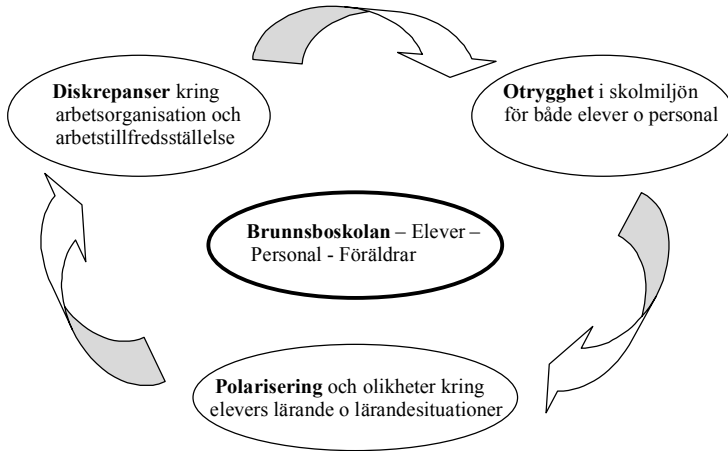 Diskrepanser kring
arbetsorganisation och
arbetstillfredsställelse
Otrygghet i skolmiljön
för både elever o personal
Brunnsboskolan – Elever –
Personal - Föräldrar
Polarisering och olikheter kring
elevers lärande o lärandesituationer